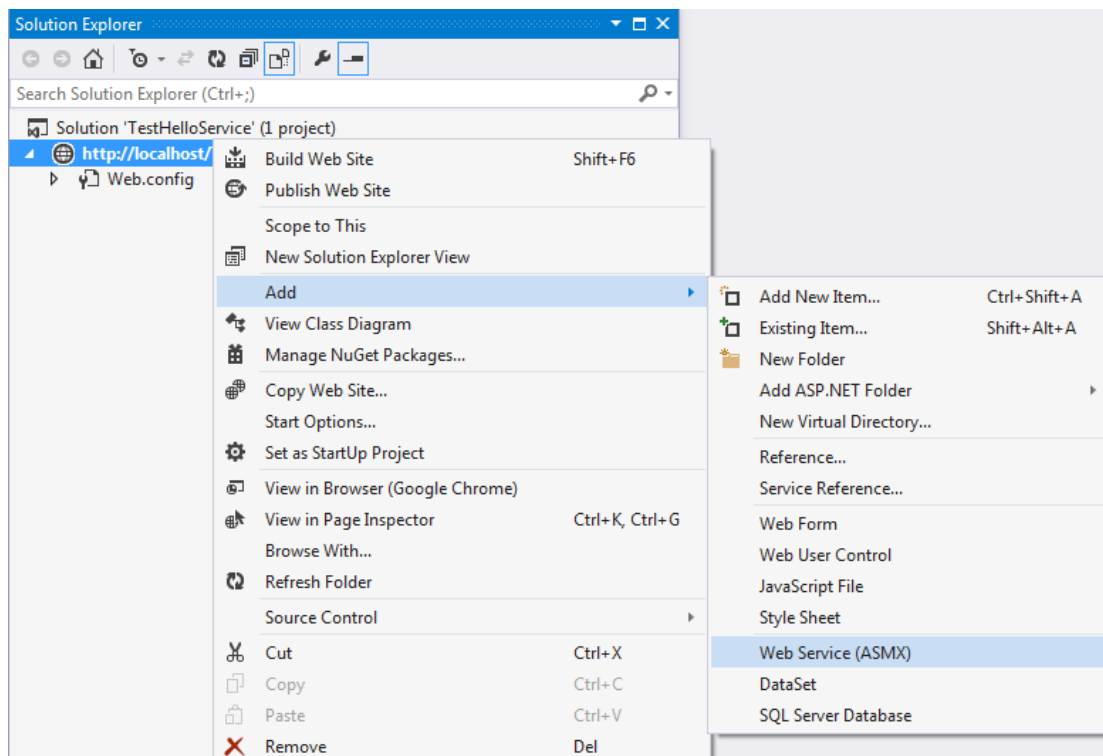 Solution Explorer
Search Solution Explorer (Ctrl+;)
Solution 'TestHelloService' (1 project)
http://localhost/
Web.config
Build Web Site Shift+F6
Publish Web Site
Scope to This
New Solution Explorer View
Add
View Class Diagram
Manage NuGet Packages...
Copy Web Site...
Start Options...
Set as StartUp Project
View in Browser (Google Chrome)
View in Page Inspector Ctrl+K, Ctrl+G
Browse With...
Refresh Folder
Source Control
Cut Ctrl+X
Copy Ctrl+C
Paste Ctrl+V
Remove Del
Add New Item... Ctrl+Shift+A
Existing Item... Shift+Alt+A
New Folder
Add ASP.NET Folder
New Virtual Directory...
Reference...
Service Reference...
Web Form
Web User Control
JavaScript File
Style Sheet
Web Service (ASMX)
DataSet
SQL Server Database